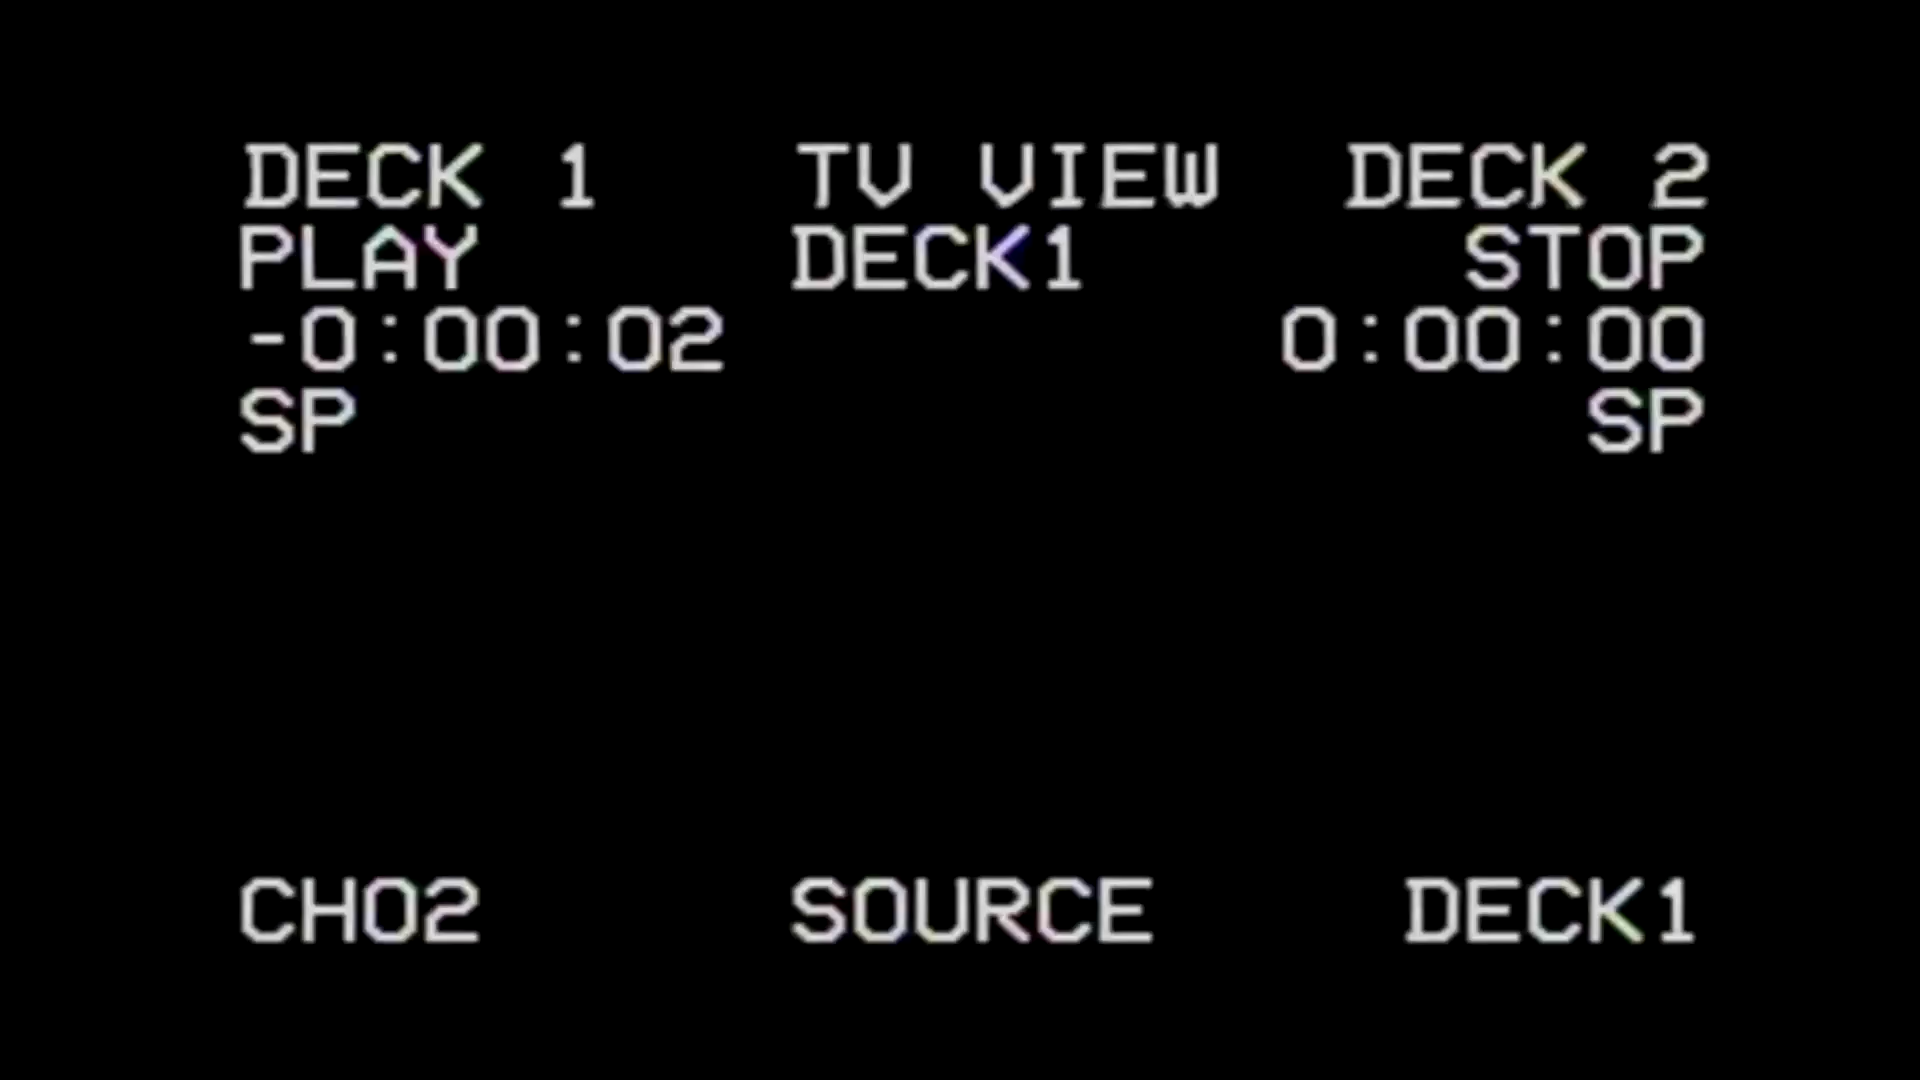 DECK 1 TV VIEW DECK 2
PLAY DECK1 STOP
-0:00:02 0:00:00
SP SP
CH02 SOURCE DECK1